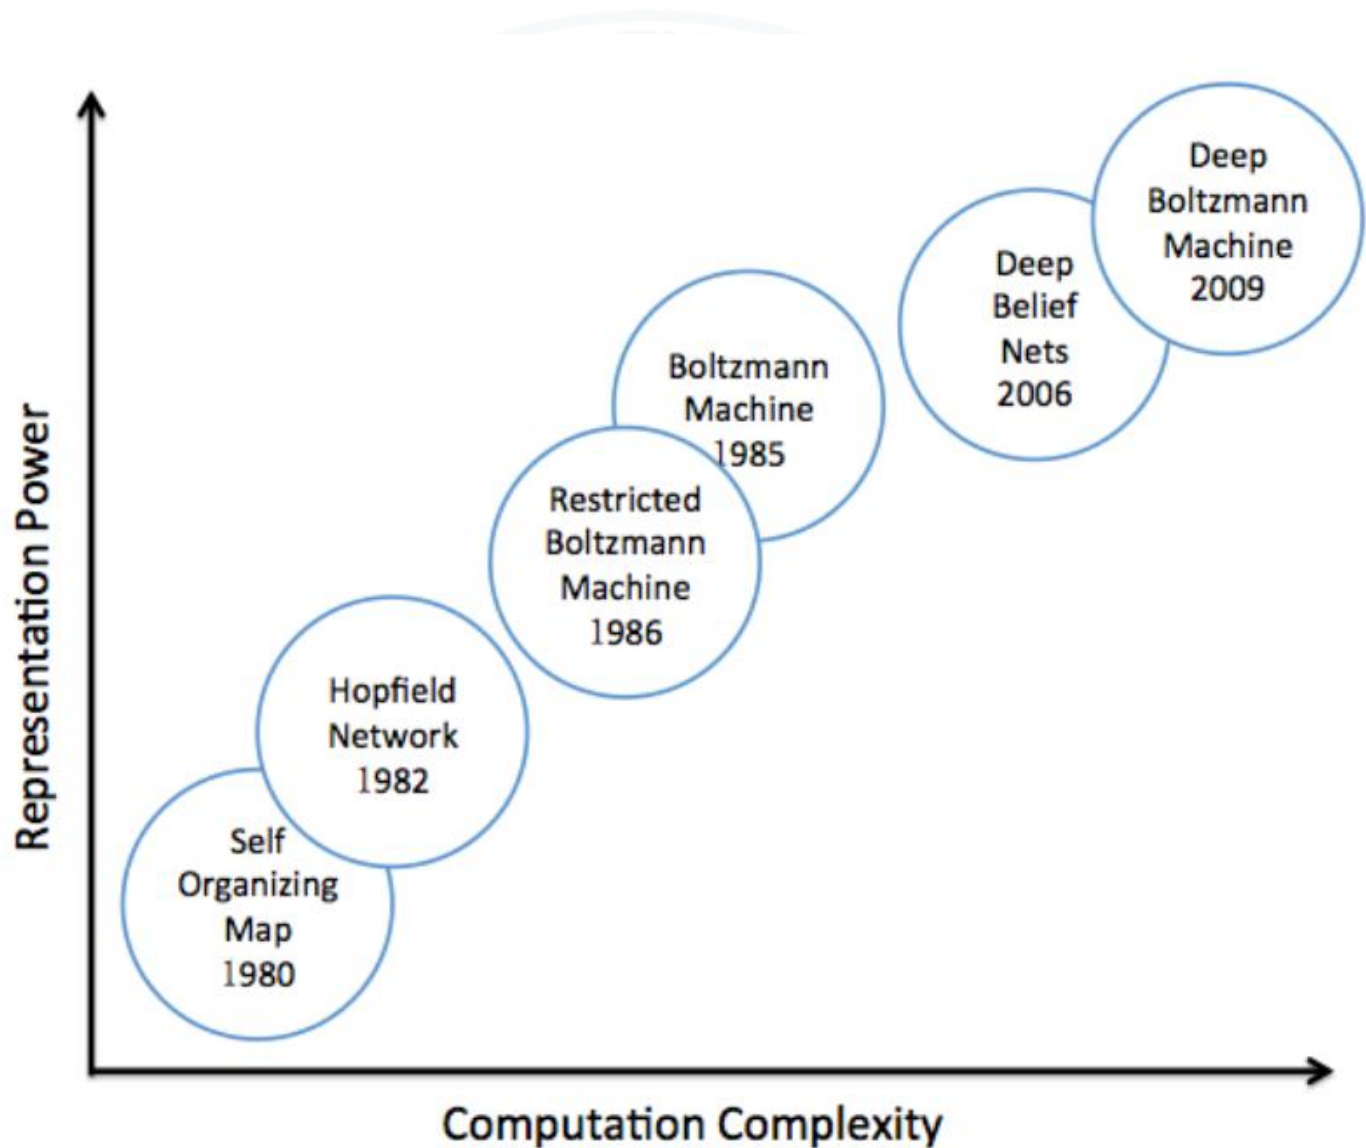 Deep
Boltzmann
Machine
2009
Deep
Belief
Nets
2006
Boltzmann
Machine
1985
Restricted
Boltzmann
Machine
1986
Hopfield
Network
1982
Self
Organizing
Map
1980
Representation Power
Computation Complexity